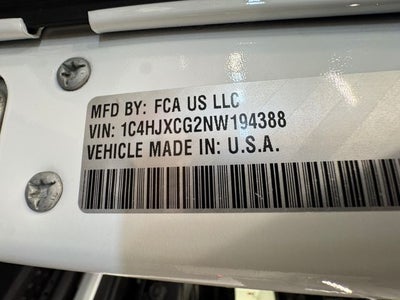 MFD BY: FCA US LLC
VIN: 1C4HJXCG2NW194388
VEHICLE MADE IN: U.S.A.